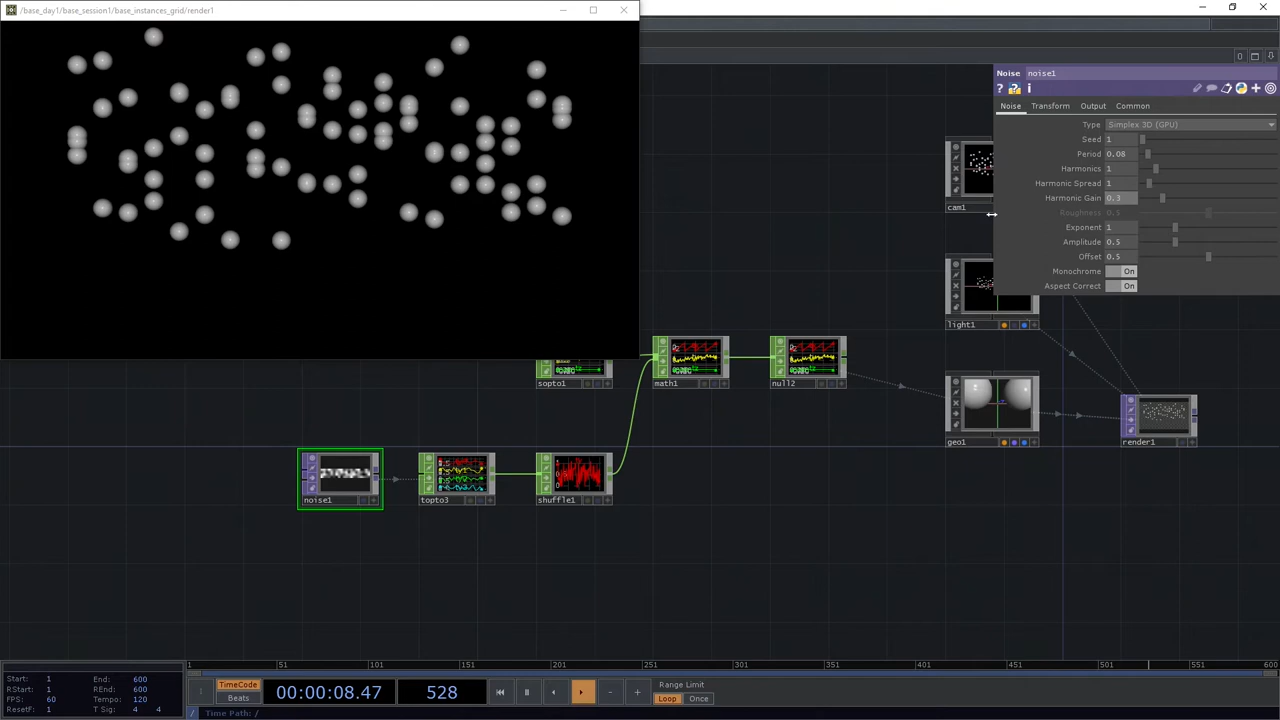 /base_day1/base_session1/base_instances_grid/render1
0
Noise noise1
? ? i
Noise Transform Output Common
Type Simplex 3D (GPU)
Seed 1
Period 0.08
Harmonics 1
Harmonic Spread 1
Harmonic Gain 0.3
Roughness 0.5
Exponent 1
Amplitude 0.5
Offset 0.5
Monochrome On
Aspect Correct On
cam1
light1
sopto1
math1
null2
geo1
render1
noise1
topto3
shuffle1
1 51 101 151 201 251 301 351 401 451 501 551 600
Start: 1 End: 600
RStart: 1 REnd: 600
FPS: 60 Tempo: 120
ResetF: 1 T Sig: 4 4
TimeCode
Beats
00:00:08.47
528
Range Limit
Loop Once
/ Time Path: /